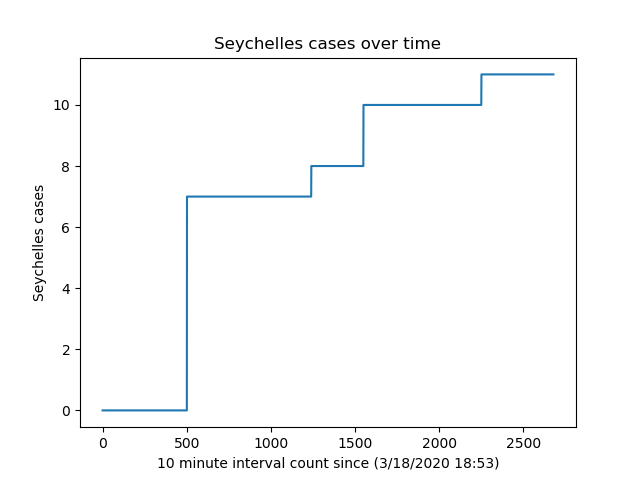 Seychelles cases over time
10
8
6
4
2
0
Seychelles cases
0 500 1000 1500 2000 2500
10 minute interval count since (3/18/2020 18:53)